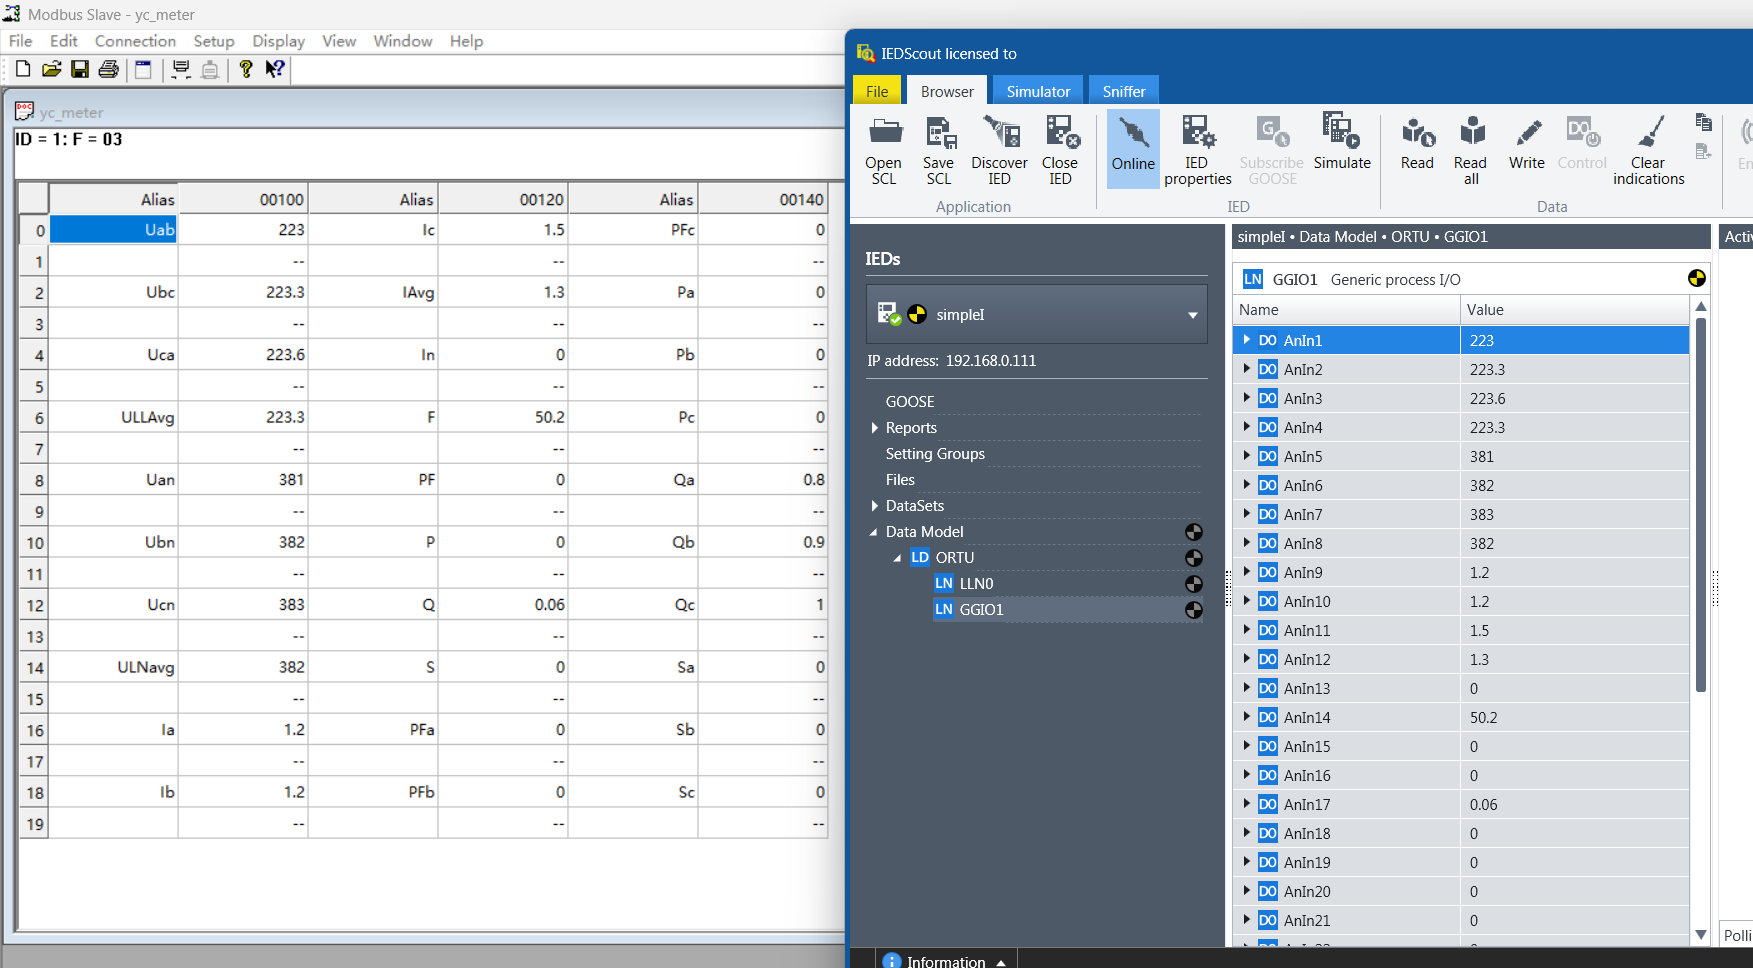 Modbus Slave - yc_meter
File Edit Connection Setup Display View Window Help
yc_meter
ID = 1: F = 03
Alias 00100 Alias 00120 Alias 00140
0 Uab 223 Ic 1.5 PFc 0
1 -- -- --
2 Ubc 223.3 IAvg 1.3 Pa 0
3 -- -- --
4 Uca 223.6 In 0 Pb 0
5 -- -- --
6 ULLAvg 223.3 F 50.2 Pc 0
7 -- -- --
8 Uan 381 PF 0 Qa 0.8
9 -- -- --
10 Ubn 382 P 0 Qb 0.9
11 -- -- --
12 Ucn 383 Q 0.06 Qc 1
13 -- -- --
14 ULNavg 382 S 0 Sa 0
15 -- -- --
16 Ia 1.2 PFa 0 Sb 0
17 -- -- --
18 Ib 1.2 PFb 0 Sc 0
19 -- -- --
IEDScout licensed to
File Browser Simulator Sniffer
Open SCL
Save SCL
Discover IED
Close IED
Application
Online
IED properties
Subscribe GOOSE
Simulate
IED
Read
Read all
Write
Control
Clear indications
Data
En
IEDs
simpleI
IP address: 192.168.0.111
GOOSE
Reports
Setting Groups
Files
DataSets
Data Model
LD ORTU
LN LLN0
LN GGIO1
simpleI • Data Model • ORTU • GGIO1
Activ
LN GGIO1 Generic process I/O
Name Value
DO AnIn1 223
DO AnIn2 223.3
DO AnIn3 223.6
DO AnIn4 223.3
DO AnIn5 381
DO AnIn6 382
DO AnIn7 383
DO AnIn8 382
DO AnIn9 1.2
DO AnIn10 1.2
DO AnIn11 1.5
DO AnIn12 1.3
DO AnIn13 0
DO AnIn14 50.2
DO AnIn15 0
DO AnIn16 0
DO AnIn17 0.06
DO AnIn18 0
DO AnIn19 0
DO AnIn20 0
DO AnIn21 0
Polli
Information